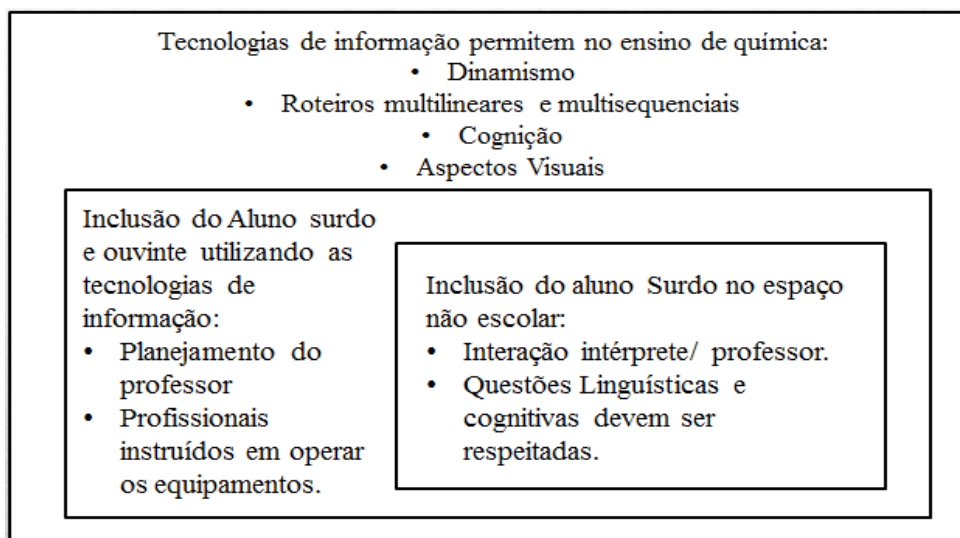 Tecnologias de informação permitem no ensino de química:
• Dinamismo
• Roteiros multilineares e multisequenciais
• Cognição
• Aspectos Visuais
Inclusão do Aluno surdo
e ouvinte utilizando as
tecnologias de
informação:
• Planejamento do
professor
• Profissionais
instruídos em operar
os equipamentos.
Inclusão do aluno Surdo no espaço
não escolar:
• Interação intérprete/ professor.
• Questões Linguísticas e
cognitivas devem ser
respeitadas.